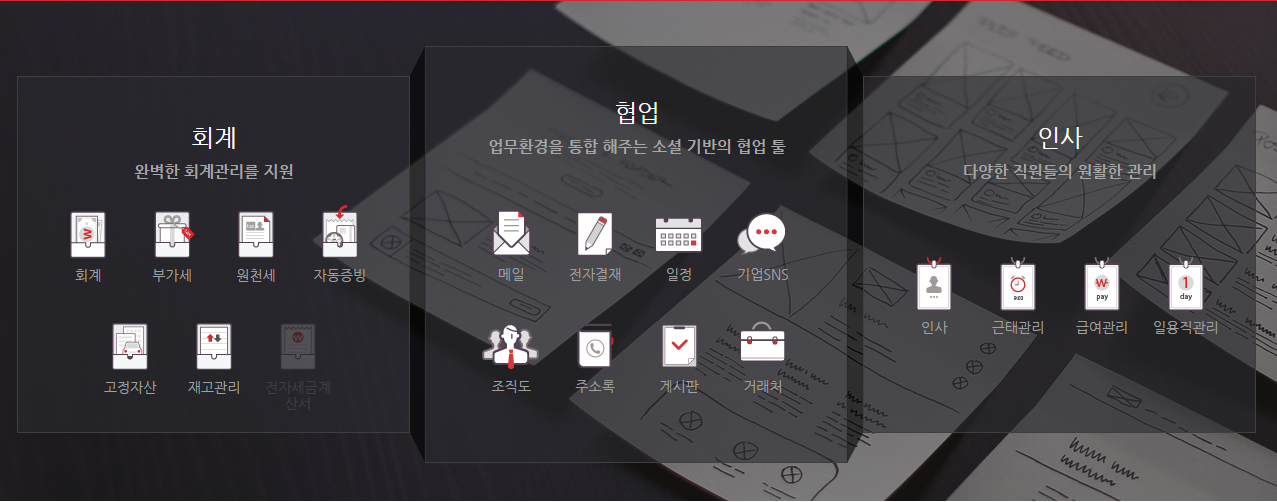 회계
완벽한 회계관리를 지원
회계
부가세
원천세
자동증빙
고정자산
재고관리
전자세금계
산서
협업
업무환경을 통합 해주는 소셜 기반의 협업 툴
메일
전자결재
일정
기업SNS
조직도
주소록
게시판
거래처
인사
다양한 직원들의 원활한 관리
인사
9:03
근태관리
pay
급여관리
1
day
일용직관리